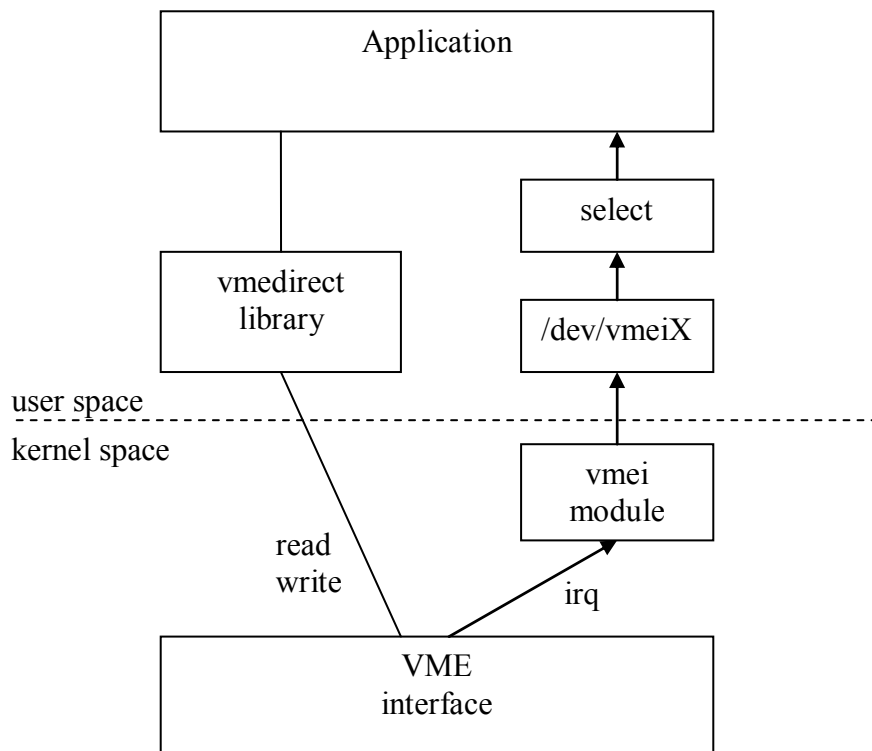 Application
select
vmedirect
library
/dev/vmeiX
user space
kernel space
vmei
module
read
write
irq
VME
interface